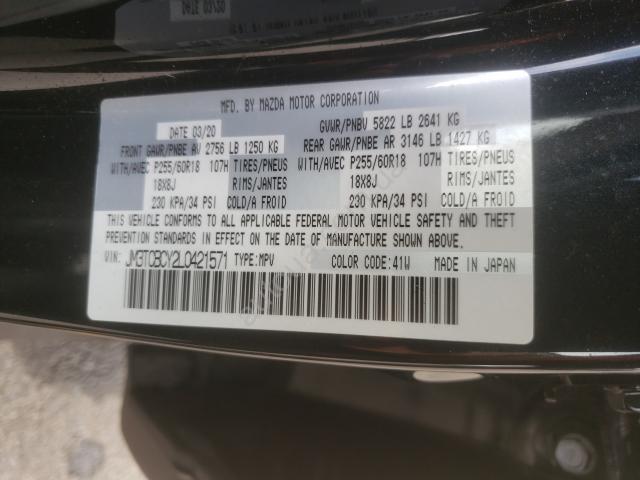 DATE 03/20
MFD. BY MAZDA MOTOR CORPORATION
DATE 03/20 GVWR/PNBV 5822 LB 2641 KG
FRONT GAWR/PNBE AV 2756 LB 1250 KG REAR GAWR/PNBE AR 3146 LB 1427 KG
WITH/AVEC P255/60R18 107H TIRES/PNEUS WITH/AVEC P255/60R18 107H TIRES/PNEUS
18X8J RIMS/JANTES 18X8J RIMS/JANTES
230 KPA/34 PSI COLD/A FROID 230 KPA/34 PSI COLD/A FROID
THIS VEHICLE CONFORMS TO ALL APPLICABLE FEDERAL MOTOR VEHICLE SAFETY AND THEFT
PREVENTION STANDARDS IN EFFECT ON THE DATE OF MANUFACTURE SHOWN ABOVE.
VIN: JM3TCBCY2L0421571 TYPE:MPV COLOR CODE:41W MADE IN JAPAN